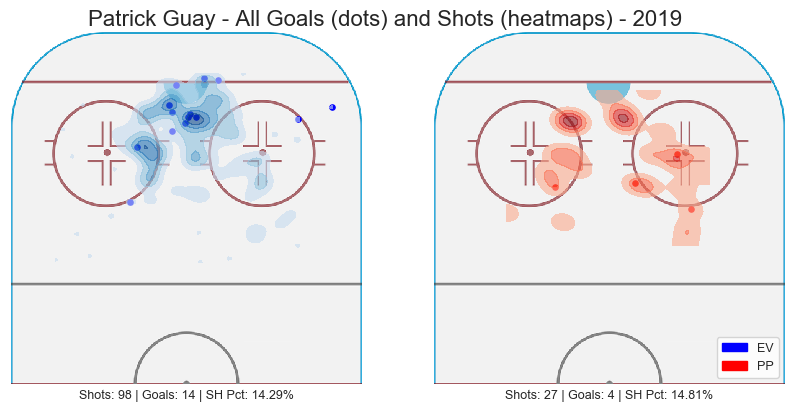 Patrick Guay - All Goals (dots) and Shots (heatmaps) - 2019
EV
PP
Shots: 98 | Goals: 14 | SH Pct: 14.29%
Shots: 27 | Goals: 4 | SH Pct: 14.81%